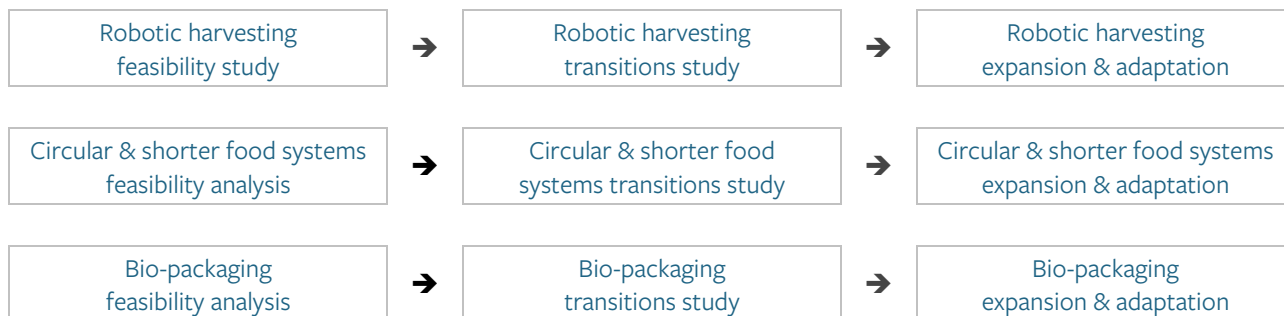 Robotic harvesting
feasibility study
➔
Robotic harvesting
transitions study
➔
Robotic harvesting
expansion & adaptation
Circular & shorter food systems
feasibility analysis
➔
Circular & shorter food
systems transitions study
➔
Circular & shorter food systems
expansion & adaptation
Bio-packaging
feasibility analysis
➔
Bio-packaging
transitions study
➔
Bio-packaging
expansion & adaptation